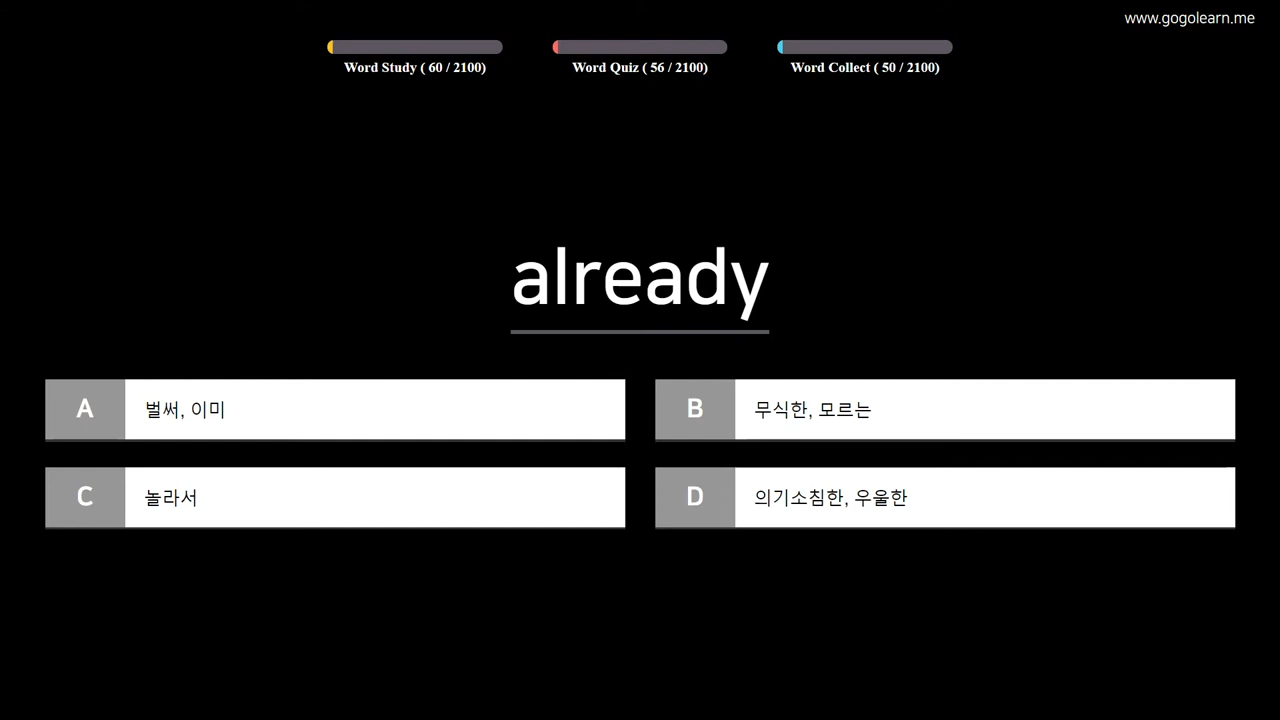 www.gogolearn.me
Word Study ( 60 / 2100)
Word Quiz ( 56 / 2100)
Word Collect ( 50 / 2100)
already
A 벌써, 이미
B 무식한, 모르는
C 놀라서
D 의기소침한, 우울한